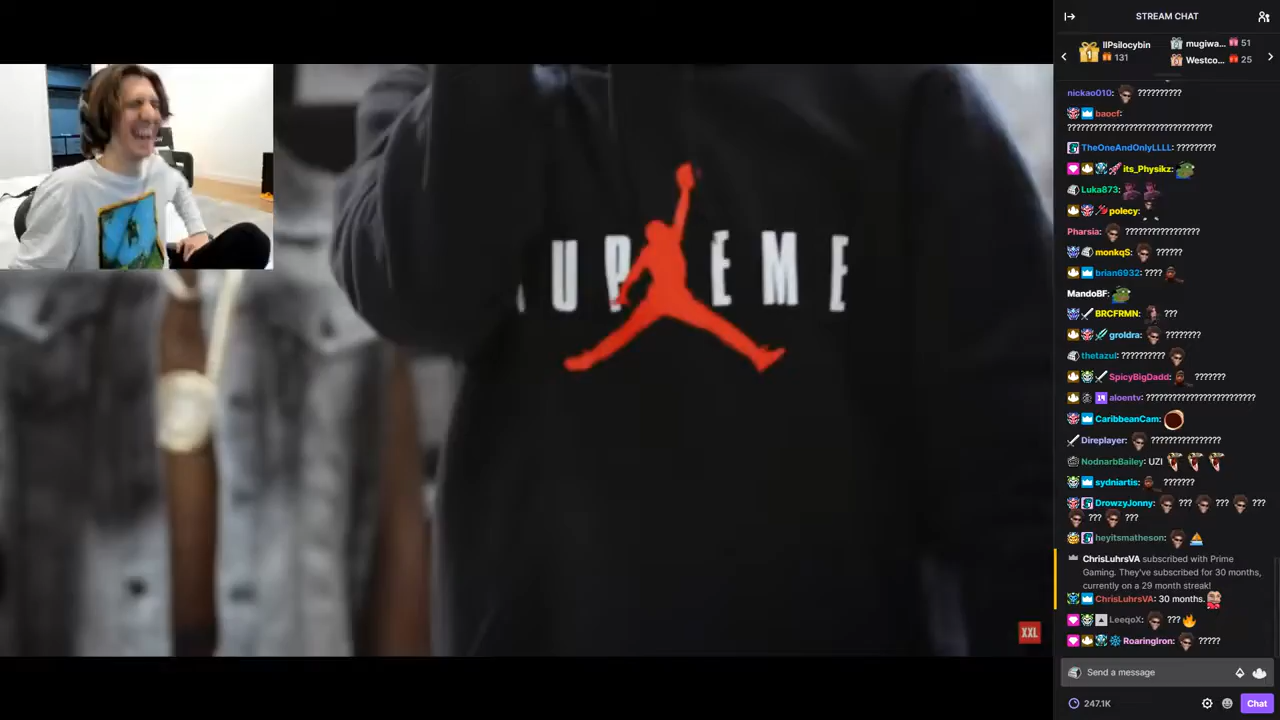 UPREME
XXL
STREAM CHAT
llPsilocybin
131
mugiwa... 51
Westco... 25
nickao010: ??????????
baocf:
????????????????????????????????
TheOneAndOnlyLLLL: ?????????
its_Physikz:
Luka873:
polecy:
Pharsia: ?????????????????
monkqS: ??????
brian6932: ????
MandoBF:
BRCFRMN: ???
groldra: ????????
thetazul: ??????????
SpicyBigDadd: ???????
aloentv: ?????????????????????????
CaribbeanCam:
Direplayer: ????????????????
NodnarbBailey: UZI
sydniartis: ???????
DrowzyJonny: ??? ??? ???
??? ???
heyitsmatheson:
ChrisLuhrsVA subscribed with Prime
Gaming. They've subscribed for 30 months,
currently on a 29 month streak!
ChrisLuhrsVA: 30 months.
LeeqoX: ???
RoaringIron: ?????
Send a message
247.1K
Chat